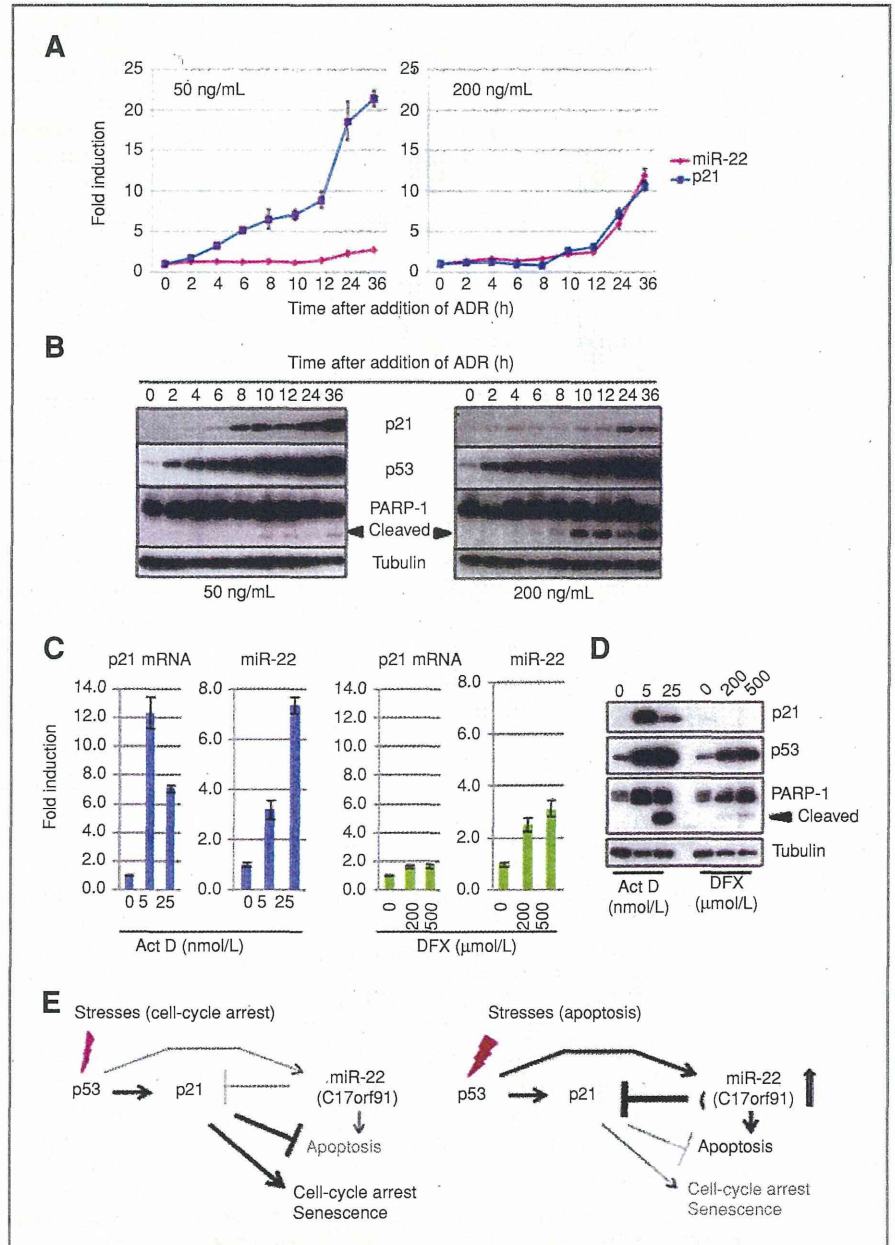 A
50 ng/mL
200 ng/mL
25
20
15
10
5
0
25
20
15
10
5
0
Fold induction
0 2 4 6 8 10 12 24 36
0 2 4 6 8 10 12 24 36
Time after addition of ADR (h)
miR-22
p21
B
Time after addition of ADR (h)
0 2 4 6 8 10 12 24 36
0 2 4 6 8 10 12 24 36
p21
p53
PARP-1
Cleaved
Tubulin
50 ng/mL
200 ng/mL
C
p21 mRNA
miR-22
p21 mRNA
miR-22
Fold induction
14.0
12.0
10.0
8.0
6.0
4.0
2.0
0.0
8.0
6.0
4.0
2.0
0.0
14.0
12.0
10.0
8.0
6.0
4.0
2.0
0.0
8.0
6.0
4.0
2.0
0.0
0 5 25
0 5 25
0 200 500
0 200 500
Act D (nmol/L)
DFX (μmol/L)
D
0 5 25
0 200 500
p21
p53
PARP-1
Cleaved
Tubulin
Act D
(nmol/L)
DFX
(μmol/L)
E
Stresses (cell-cycle arrest)
p53
p21
miR-22
(C17orf91)
Apoptosis
Cell-cycle arrest
Senescence
Stresses (apoptosis)
p53
p21
miR-22
(C17orf91)
Apoptosis
Cell-cycle arrest
Senescence